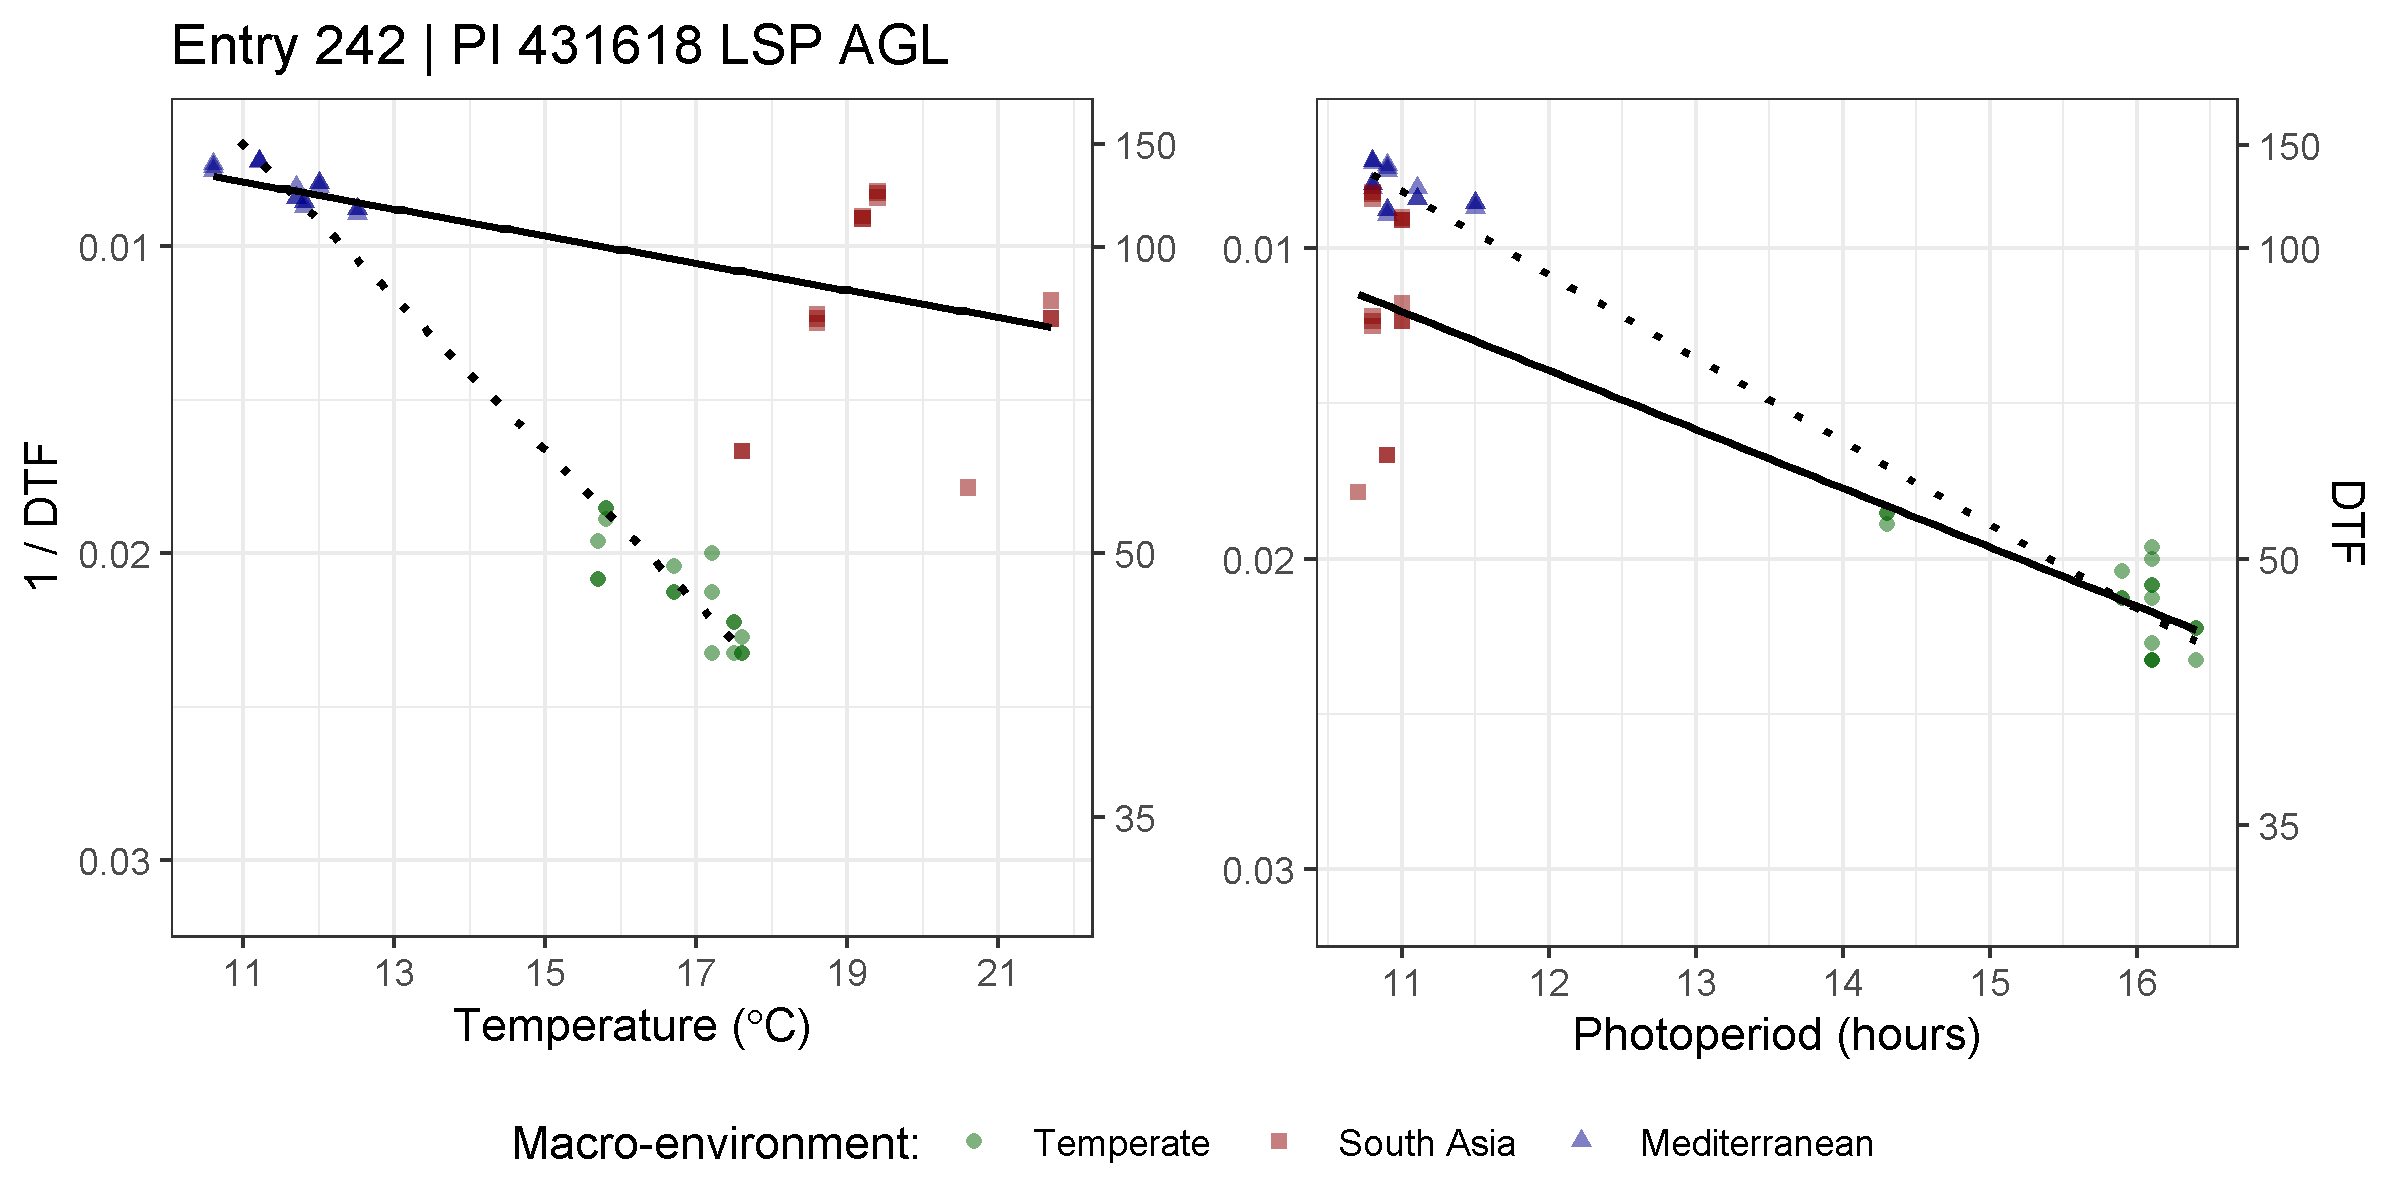 Entry 242 | PI 431618 LSP AGL
1 / DTF
0.01
0.02
0.03
150
100
50
35
11 13 15 17 19 21
Temperature (°C)
0.01
0.02
0.03
150
100
50
35
DTF
11 12 13 14 15 16
Photoperiod (hours)
Macro-environment: Temperate South Asia Mediterranean